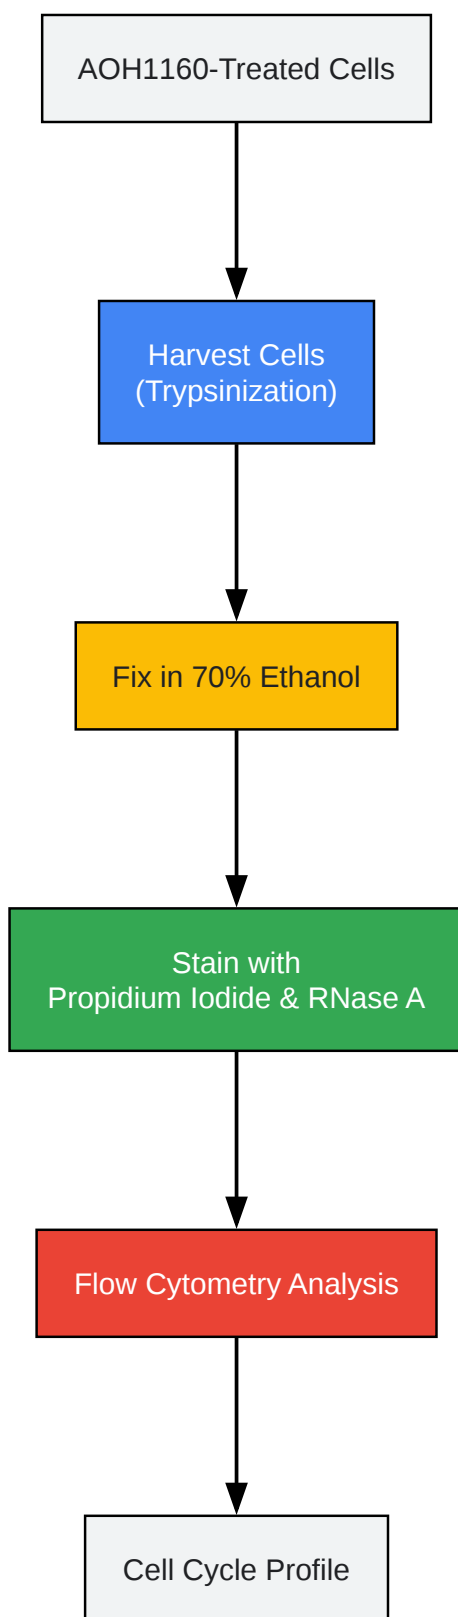 AOH1160-Treated Cells
Harvest Cells
(Trypsinization)
Fix in 70% Ethanol
Stain with
Propidium Iodide & RNase A
Flow Cytometry Analysis
Cell Cycle Profile